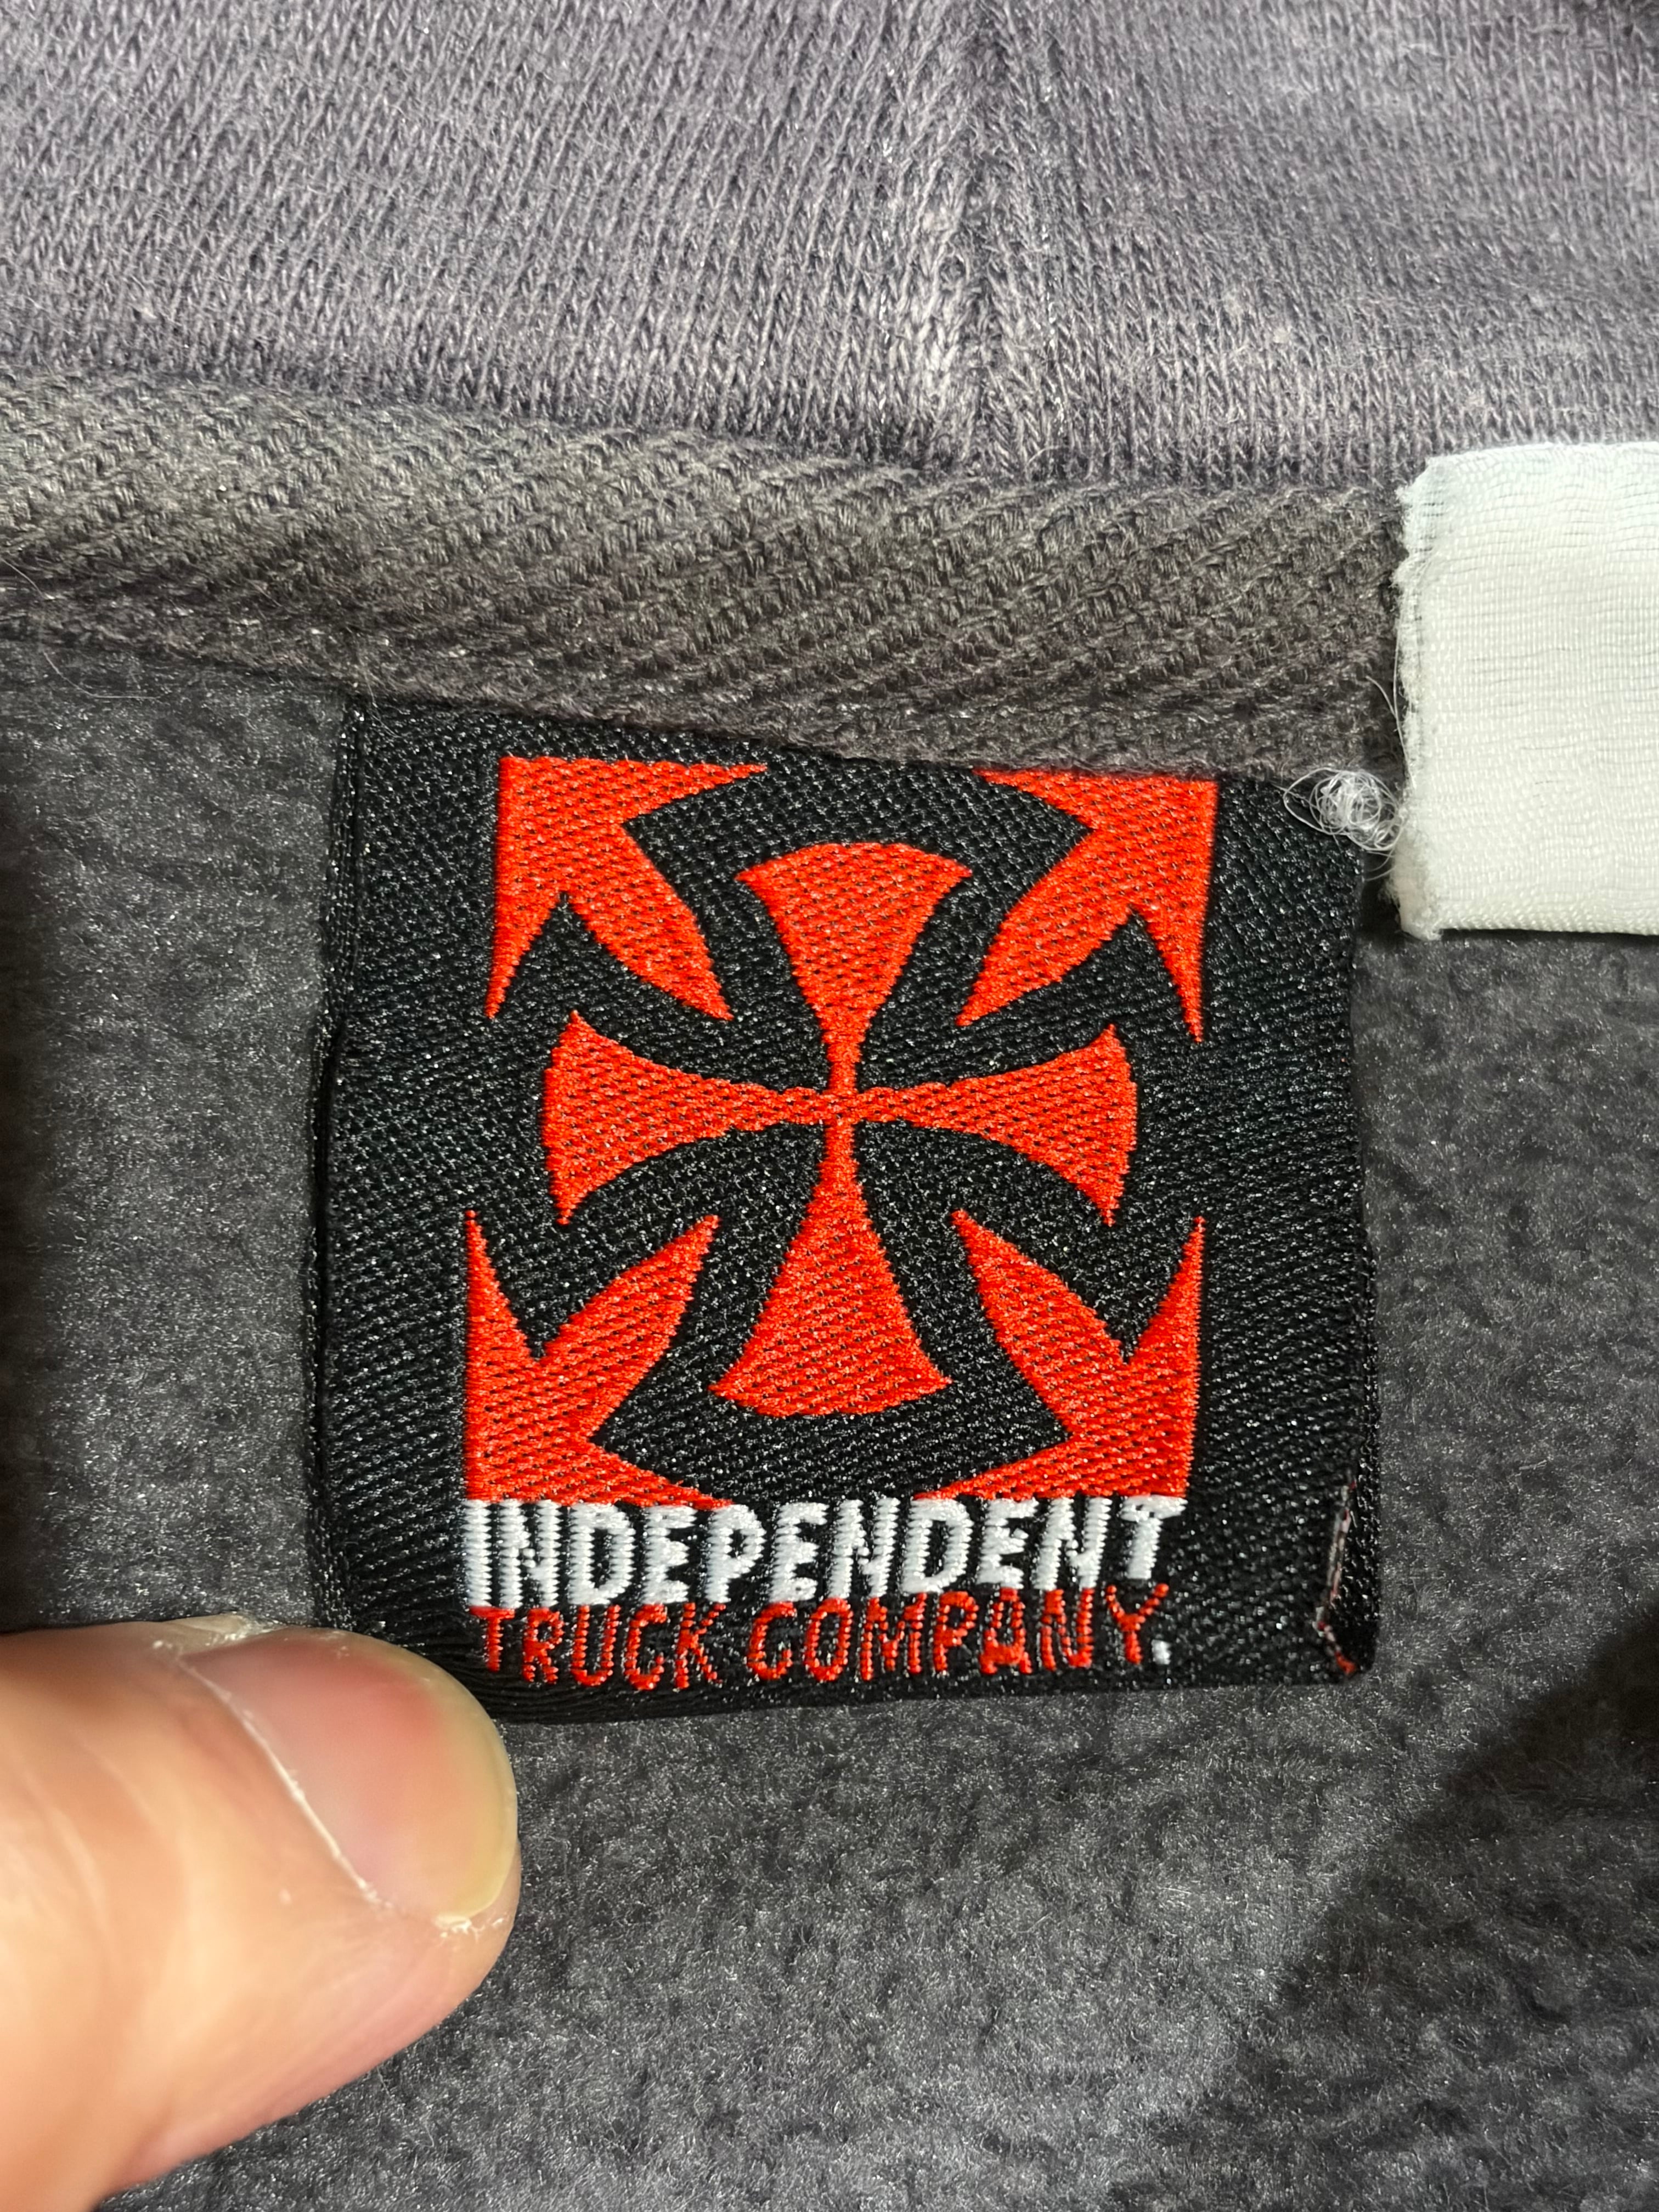 INDEPENDENT
TRUCK COMPANY.